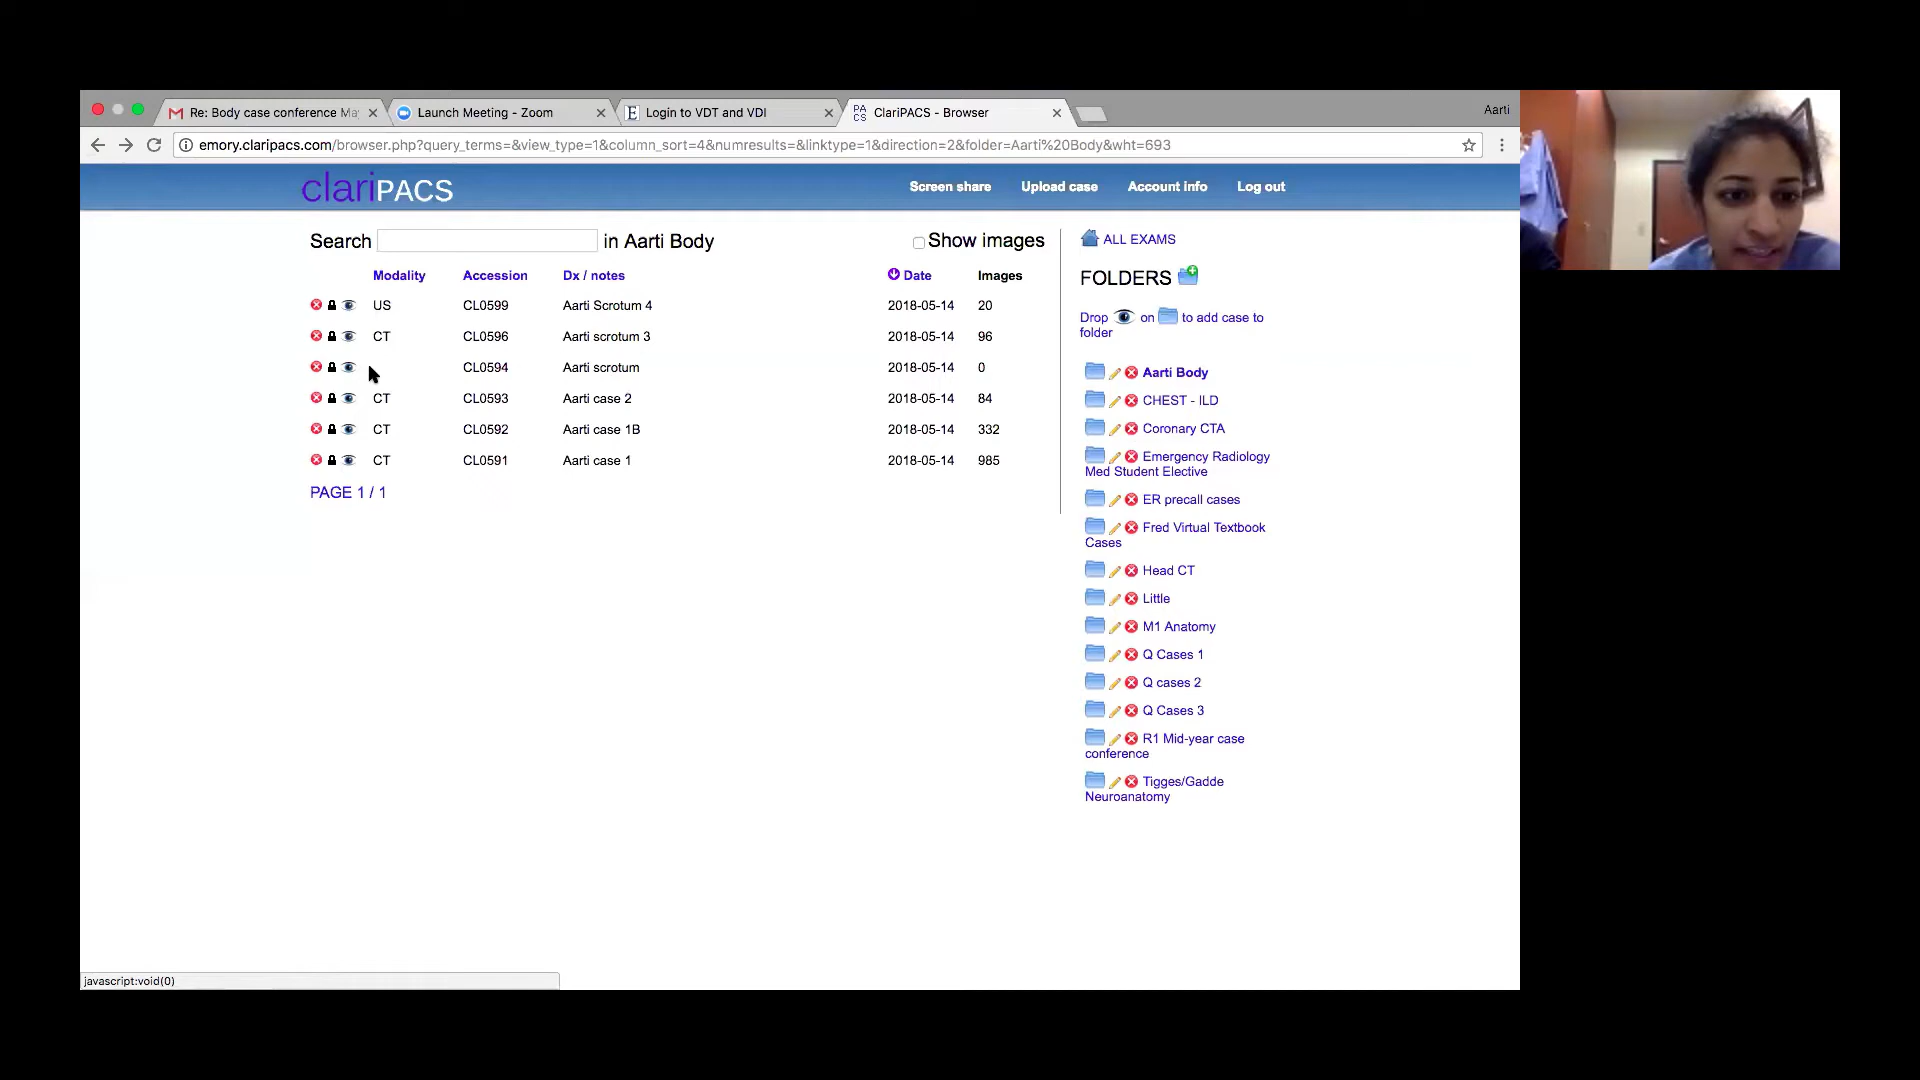 Re: Body case conference Ma
Launch Meeting - Zoom
Login to VDT and VDI
PACS
ClariPACS - Browser
Aarti
emory.claripacs.com/browser.php?query_terms=&view_type=1&column_sort=4&numresults=&linktype=1&direction=2&folder=Aarti%20Body&wht=693
clariPACS
Screen share Upload case Account info Log out
Search in Aarti Body Show images
Modality Accession Dx / notes Date Images
US CL0599 Aarti Scrotum 4 2018-05-14 20
CT CL0596 Aarti scrotum 3 2018-05-14 96
CL0594 Aarti scrotum 2018-05-14 0
CT CL0593 Aarti case 2 2018-05-14 84
CT CL0592 Aarti case 1B 2018-05-14 332
CT CL0591 Aarti case 1 2018-05-14 985
PAGE 1 / 1
ALL EXAMS
FOLDERS
Drop on to add case to
folder
Aarti Body
CHEST - ILD
Coronary CTA
Emergency Radiology
Med Student Elective
ER precall cases
Fred Virtual Textbook
Cases
Head CT
Little
M1 Anatomy
Q Cases 1
Q cases 2
Q Cases 3
R1 Mid-year case
conference
Tigges/Gadde
Neuroanatomy
javascript:void(0)